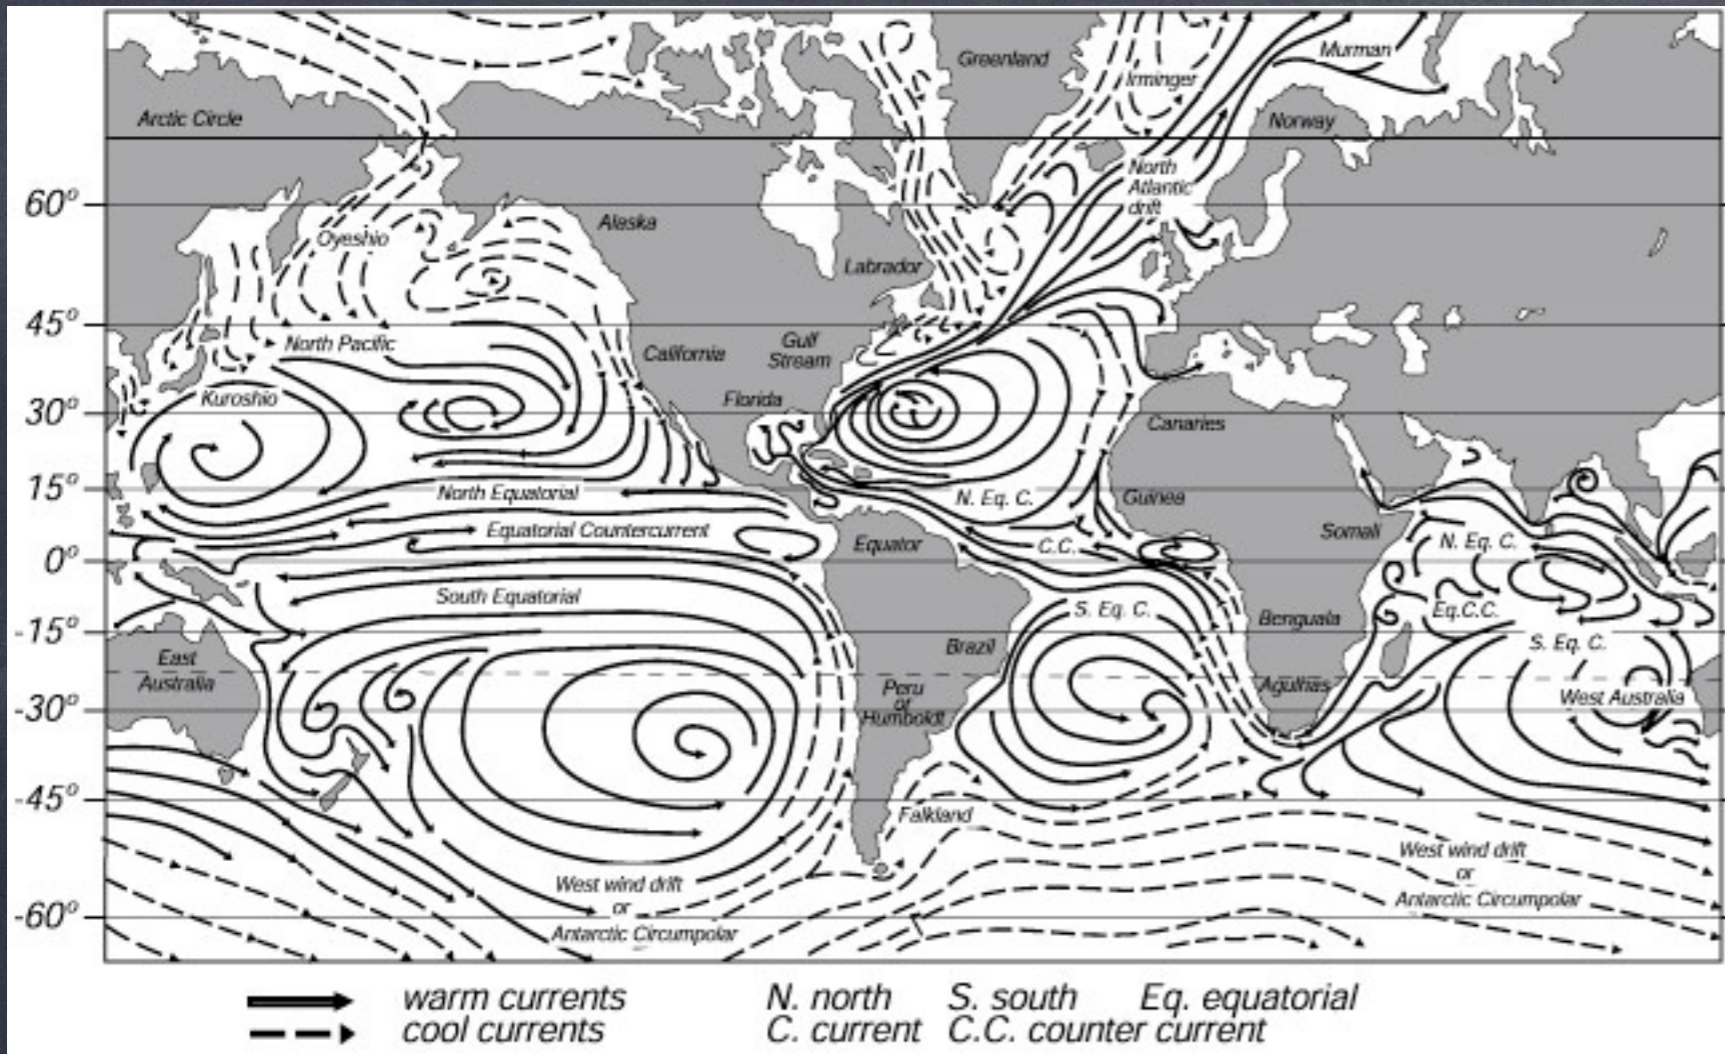 Greenland
Murman
Irminger
Arctic Circle
Norway
North
Atlantic
drift
60°
Alaska
Oyeshio
Labrador
45°
North Pacific
Gulf
Stream
California
Kuroshio
Florida
30°
Canaries
15°
North Equatorial
N. Eq. C.
Guinea
Equatorial Countercurrent
Somali
Equator
C.C.
N. Eq. C.
0°
South Equatorial
S. Eq. C.
Eq.C.C.
Benguala
-15°
Brazil
S. Eq. C.
East
Australia
Peru
or
Humboldt
Agulhas
West Australia
-30°
-45°
Falkland
West wind drift
or
Antarctic Circumpolar
West wind drift
or
Antarctic Circumpolar
-60°
warm currents
N. north
S. south
Eq. equatorial
cool currents
C. current
C.C. counter current